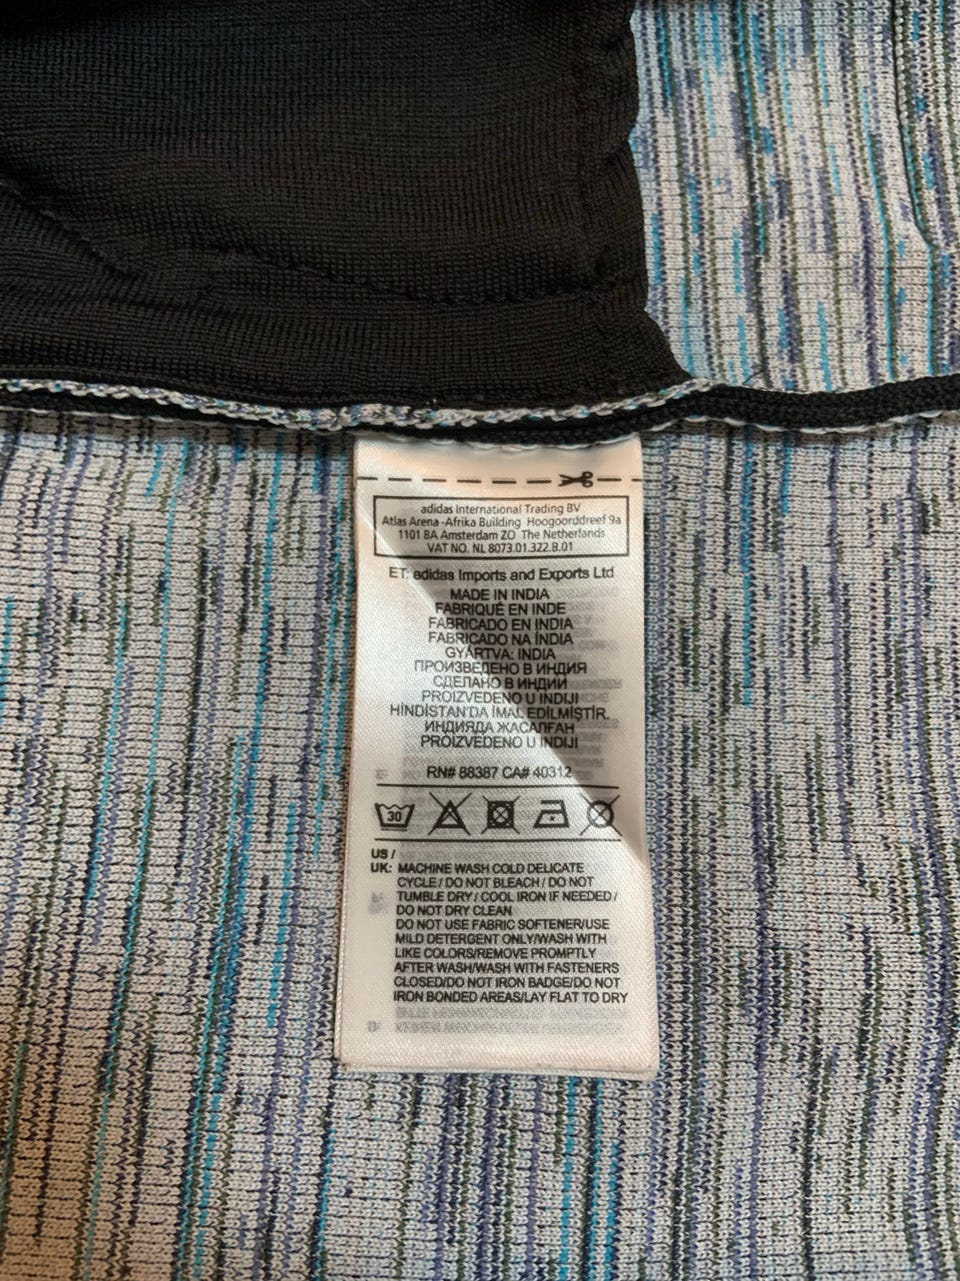 adidas International Trading BV
Atlas Arena -Afrika Building Hoogoorddreef 9a
1101 BA Amsterdam ZO The Netherlands
VAT NO. NL 8073.01.322.B.01
ET: adidas Imports and Exports Ltd
MADE IN INDIA
FABRIQUÉ EN INDE
FABRICADO EN INDIA
FABRICADO NA ÍNDIA
GYÁRTVA: INDIA
ПРОИЗВЕДЕНО В ИНДИЯ
СДЕЛАНО В ИНДИИ
PROIZVEDENO U INDIJI
HİNDİSTAN'DA İMAL EDİLMİŞTİR.
ИНДИЯДА ЖАСАЛҒАН
PROIZVEDENO U INDIJI
RN# 88387 CA# 40312
30
US /
UK: MACHINE WASH COLD DELICATE
CYCLE / DO NOT BLEACH / DO NOT
TUMBLE DRY / COOL IRON IF NEEDED /
DO NOT DRY CLEAN
DO NOT USE FABRIC SOFTENER/USE
MILD DETERGENT ONLY/WASH WITH
LIKE COLORS/REMOVE PROMPTLY
AFTER WASH/WASH WITH FASTENERS
CLOSED/DO NOT IRON BADGE/DO NOT
IRON BONDED AREAS/LAY FLAT TO DRY